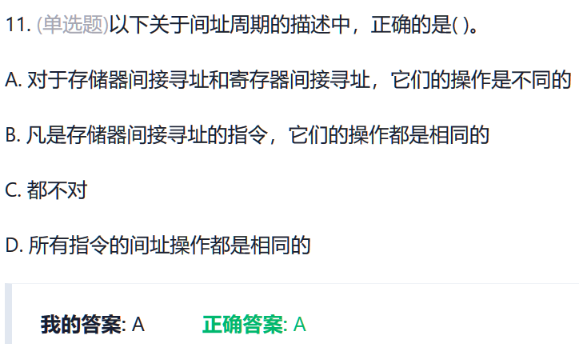 11. (单选题)以下关于间址周期的描述中，正确的是( )。
A. 对于存储器间接寻址和寄存器间接寻址，它们的操作是不同的
B. 凡是存储器间接寻址的指令，它们的操作都是相同的
C. 都不对
D. 所有指令的间址操作都是相同的
我的答案: A 正确答案: A